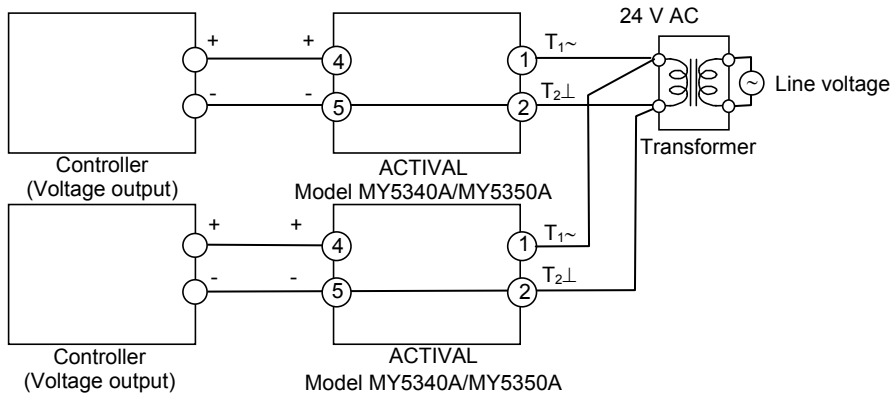 24 V AC
+ + 4 1 T₁~
- - 5 2 T₂⊥
~ Line voltage
Transformer
Controller
(Voltage output)
ACTIVAL
Model MY5340A/MY5350A
+ + 4 1 T₁~
- - 5 2 T₂⊥
Controller
(Voltage output)
ACTIVAL
Model MY5340A/MY5350A